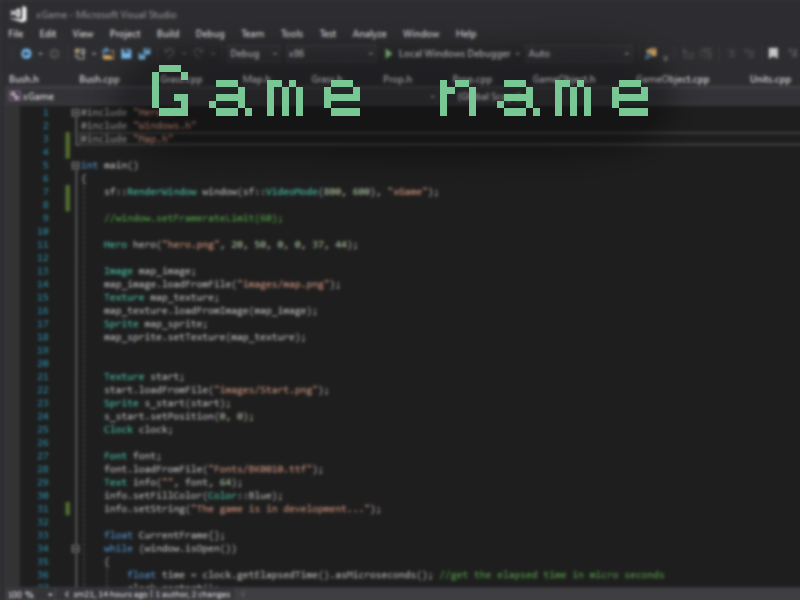 xGame - Microsoft Visual Studio
File Edit View Project Build Debug Team Tools Test Analyze Window Help
Debug x86 Local Windows Debugger Auto
Bush.h Bush.cpp Map.h Prop.h GameObject.h GameObject.cpp Units.cpp
Game name
xGame
1 #include
2 #include "Windows.h"
3 #include "Map.h"
4
5 int main()
6 {
7 sf::RenderWindow window(sf::VideoMode(800, 600), "xGame");
8
9 //window.setFramerateLimit(60);
10
11 Hero hero("hero.png", 20, 50, 0, 0, 37, 44);
12
13 Image map_image;
14 map_image.loadFromFile("images/map.png");
15 Texture map_texture;
16 map_texture.loadFromImage(map_image);
17 Sprite map_sprite;
18 map_sprite.setTexture(map_texture);
19
20
21 Texture start;
22 start.loadFromFile("images/Start.png");
23 Sprite s_start(start);
24 s_start.setPosition(0, 0);
25 Clock clock;
26
27 Font font;
28 font.loadFromFile("Fonts/BK0010.ttf");
29 Text info("", font, 64);
30 info.setFillColor(Color::Blue);
31 info.setString("The game is in development...");
32
33 float CurrentFrame{};
34 while (window.isOpen())
35 {
36 float time = clock.getElapsedTime().asMicroseconds(); //get the elapsed time in micro seconds
100 % zm21, 14 hours ago | 1 author, 2 changes